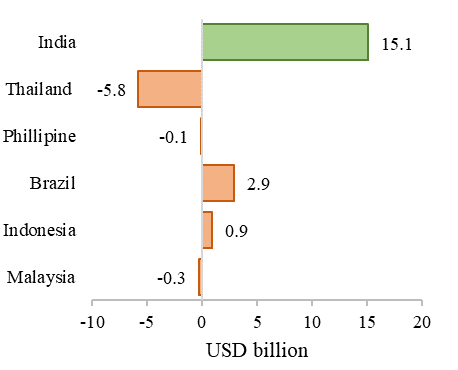 India
15.1
Thailand
-5.8
Phillipine
-0.1
Brazil
2.9
Indonesia
0.9
Malaysia
-0.3
-10 -5 0 5 10 15 20
USD billion